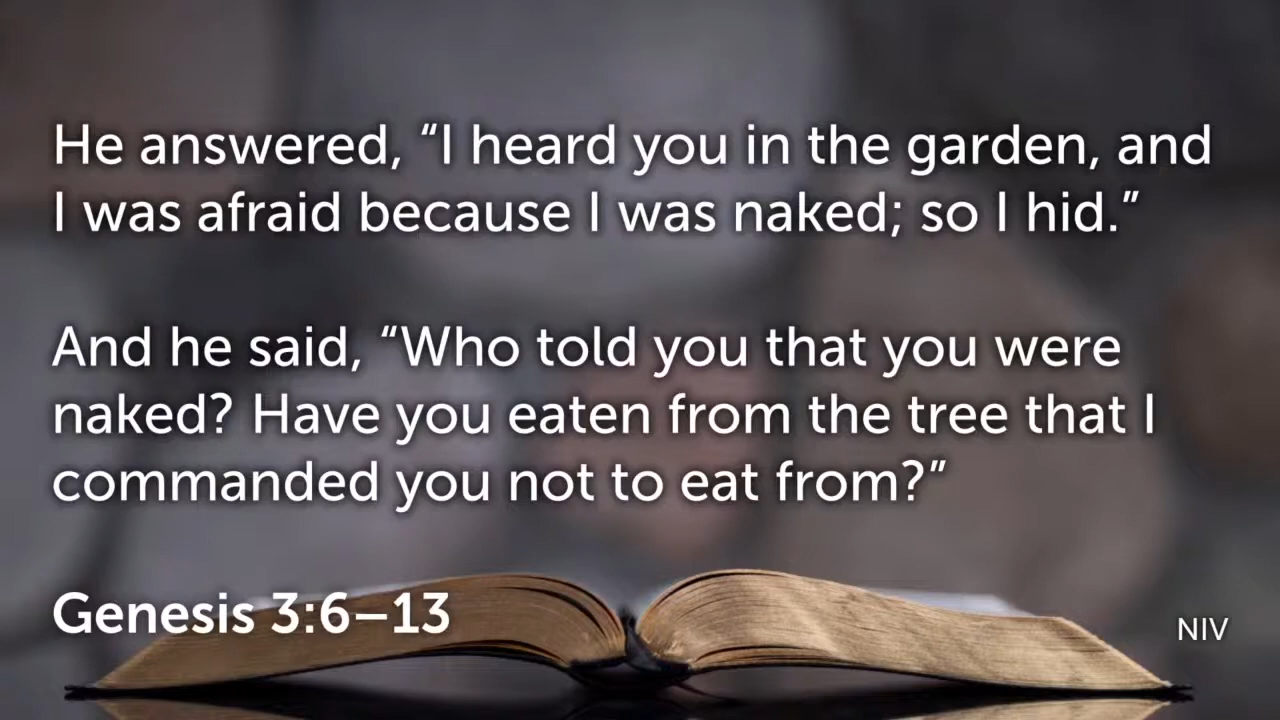 He answered, “I heard you in the garden, and
I was afraid because I was naked; so I hid.”
And he said, “Who told you that you were
naked? Have you eaten from the tree that I
commanded you not to eat from?”
Genesis 3:6–13
NIV